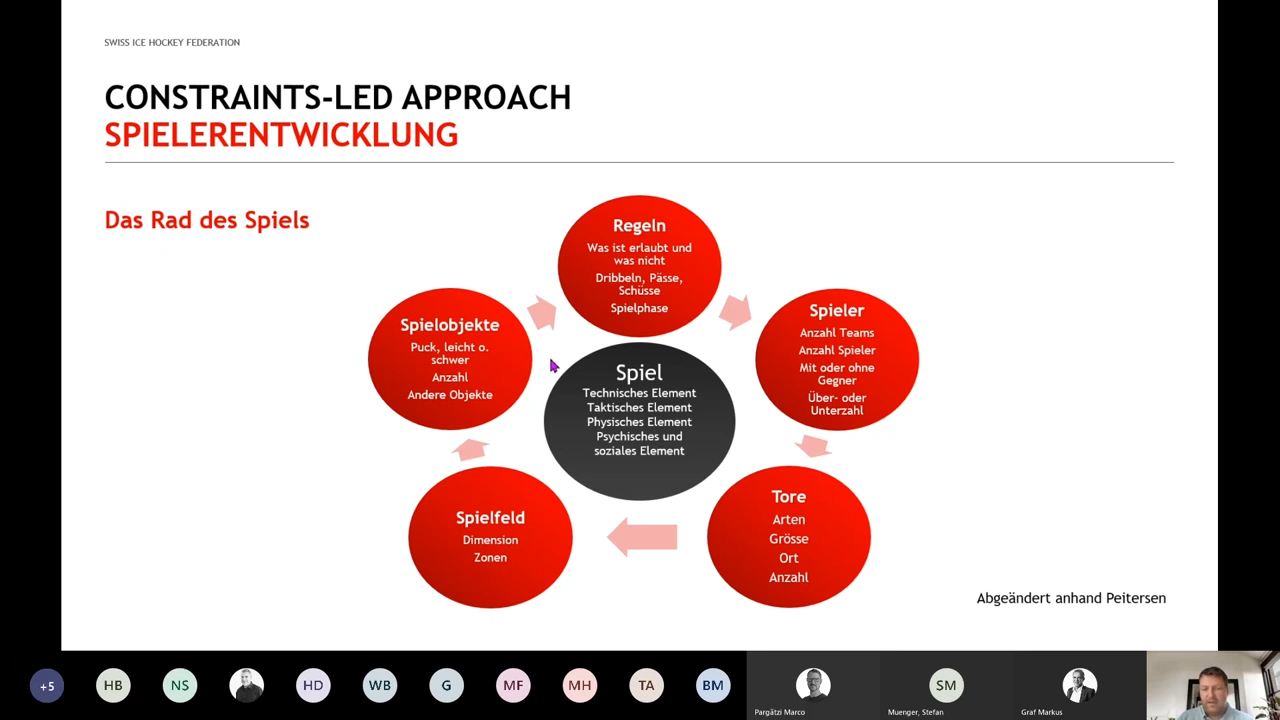 SWISS ICE HOCKEY FEDERATION
CONSTRAINTS-LED APPROACH
SPIELERENTWICKLUNG
Das Rad des Spiels
Regeln
Was ist erlaubt und
was nicht
Dribbeln, Pässe,
Schüsse
Spielphase
Spieler
Anzahl Teams
Anzahl Spieler
Mit oder ohne
Gegner
Über- oder
Unterzahl
Tore
Arten
Grösse
Ort
Anzahl
Spielfeld
Dimension
Zonen
Spielobjekte
Puck, leicht o.
schwer
Anzahl
Andere Objekte
Spiel
Technisches Element
Taktisches Element
Physisches Element
Psychisches und
soziales Element
Abgeändert anhand Peitersen
+5 HB NS HD WB G MF MH TA BM SM
Pargätzi Marco Muenger, Stefan Graf Markus